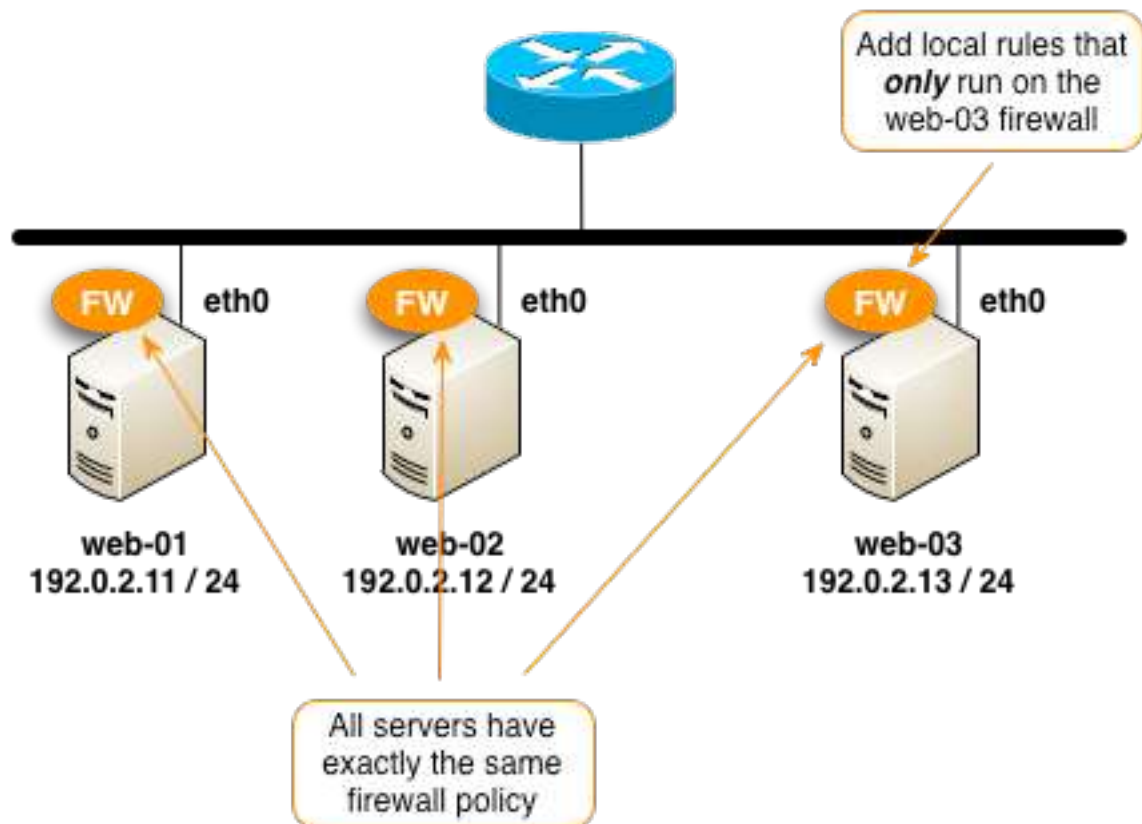 Add local rules that
only run on the
web-03 firewall
FW
eth0
FW
eth0
FW
eth0
web-01
192.0.2.11 / 24
web-02
192.0.2.12 / 24
web-03
192.0.2.13 / 24
All servers have
exactly the same
firewall policy